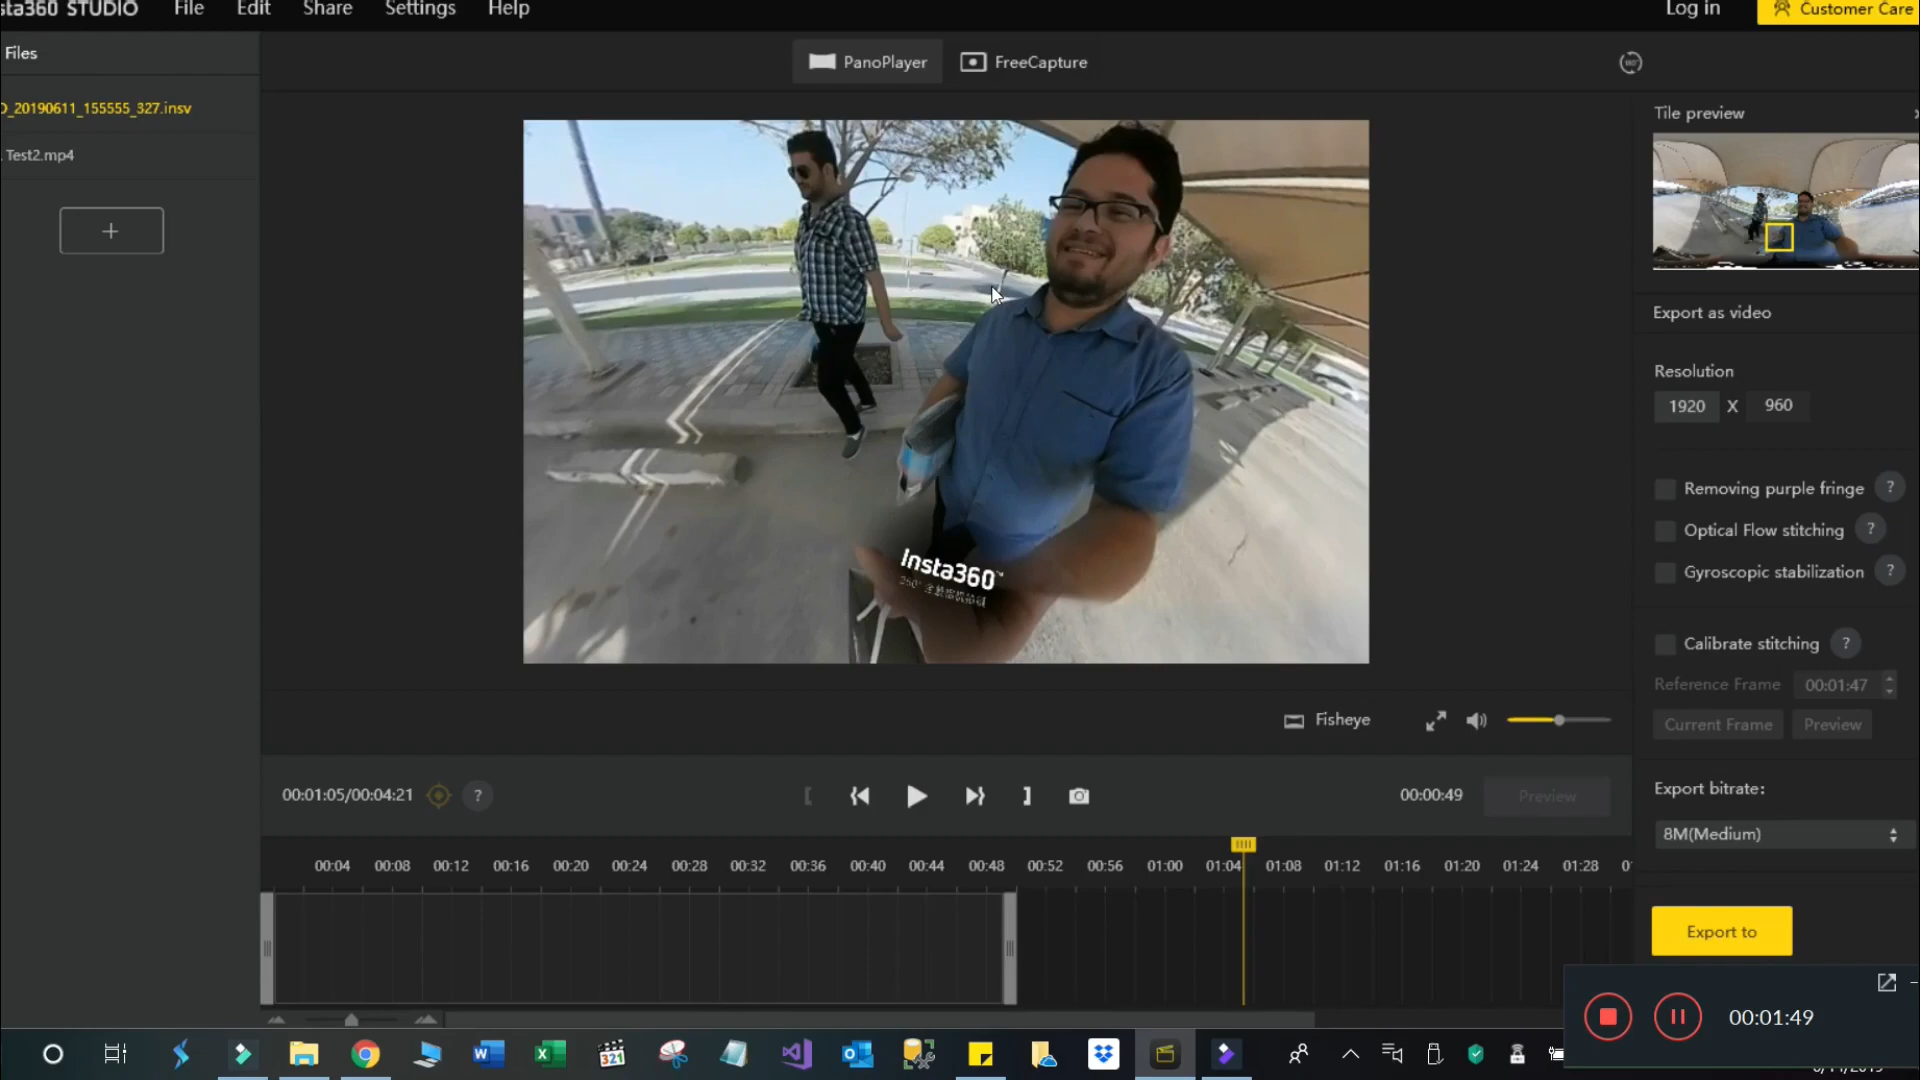 sta360 STUDIO File Edit Share Settings Help Log in Customer Care
Files
PanoPlayer FreeCapture
Tile preview
D_20190611_155555_327.insv
Test2.mp4
+
Export as video
Resolution
1920 X 960
Removing purple fringe ?
Optical Flow stitching ?
Gyroscopic stabilization ?
Insta360™
Calibrate stitching ?
Reference Frame 00:01:47
Current Frame Preview
Fisheye
00:01:05/00:04:21 ? 00:00:49 Preview
Export bitrate:
8M(Medium)
00:04 00:08 00:12 00:16 00:20 00:24 00:28 00:32 00:36 00:40 00:44 00:48 00:52 00:56 01:00 01:04 01:08 01:12 01:16 01:20 01:24 01:28
Export to
00:01:49
321